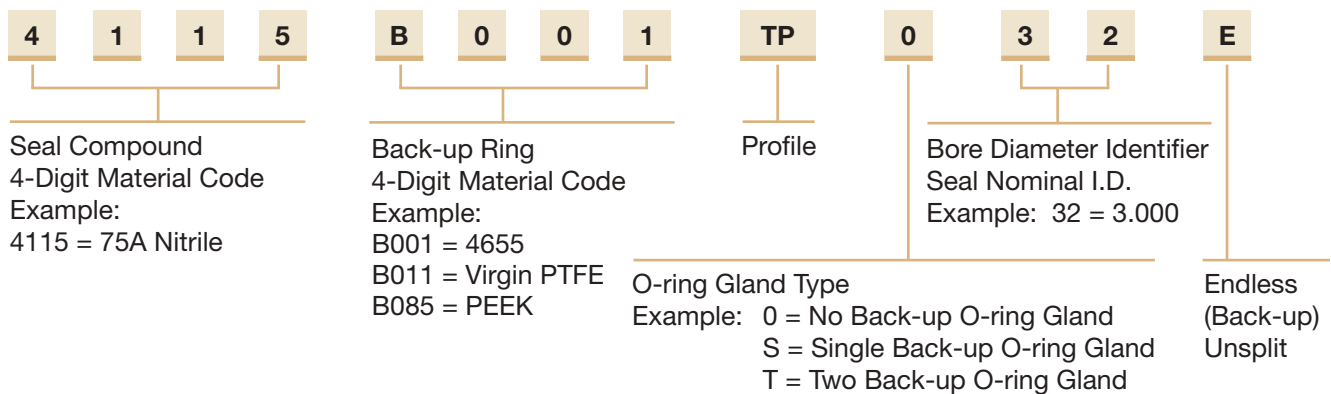 4 1 1 5 B 0 0 1 TP 0 3 2 E
Seal Compound
4-Digit Material Code
Example:
4115 = 75A Nitrile
Back-up Ring
4-Digit Material Code
Example:
B001 = 4655
B011 = Virgin PTFE
B085 = PEEK
Profile
Bore Diameter Identifier
Seal Nominal I.D.
Example: 32 = 3.000
O-ring Gland Type
Example: 0 = No Back-up O-ring Gland
S = Single Back-up O-ring Gland
T = Two Back-up O-ring Gland
Endless
(Back-up)
Unsplit